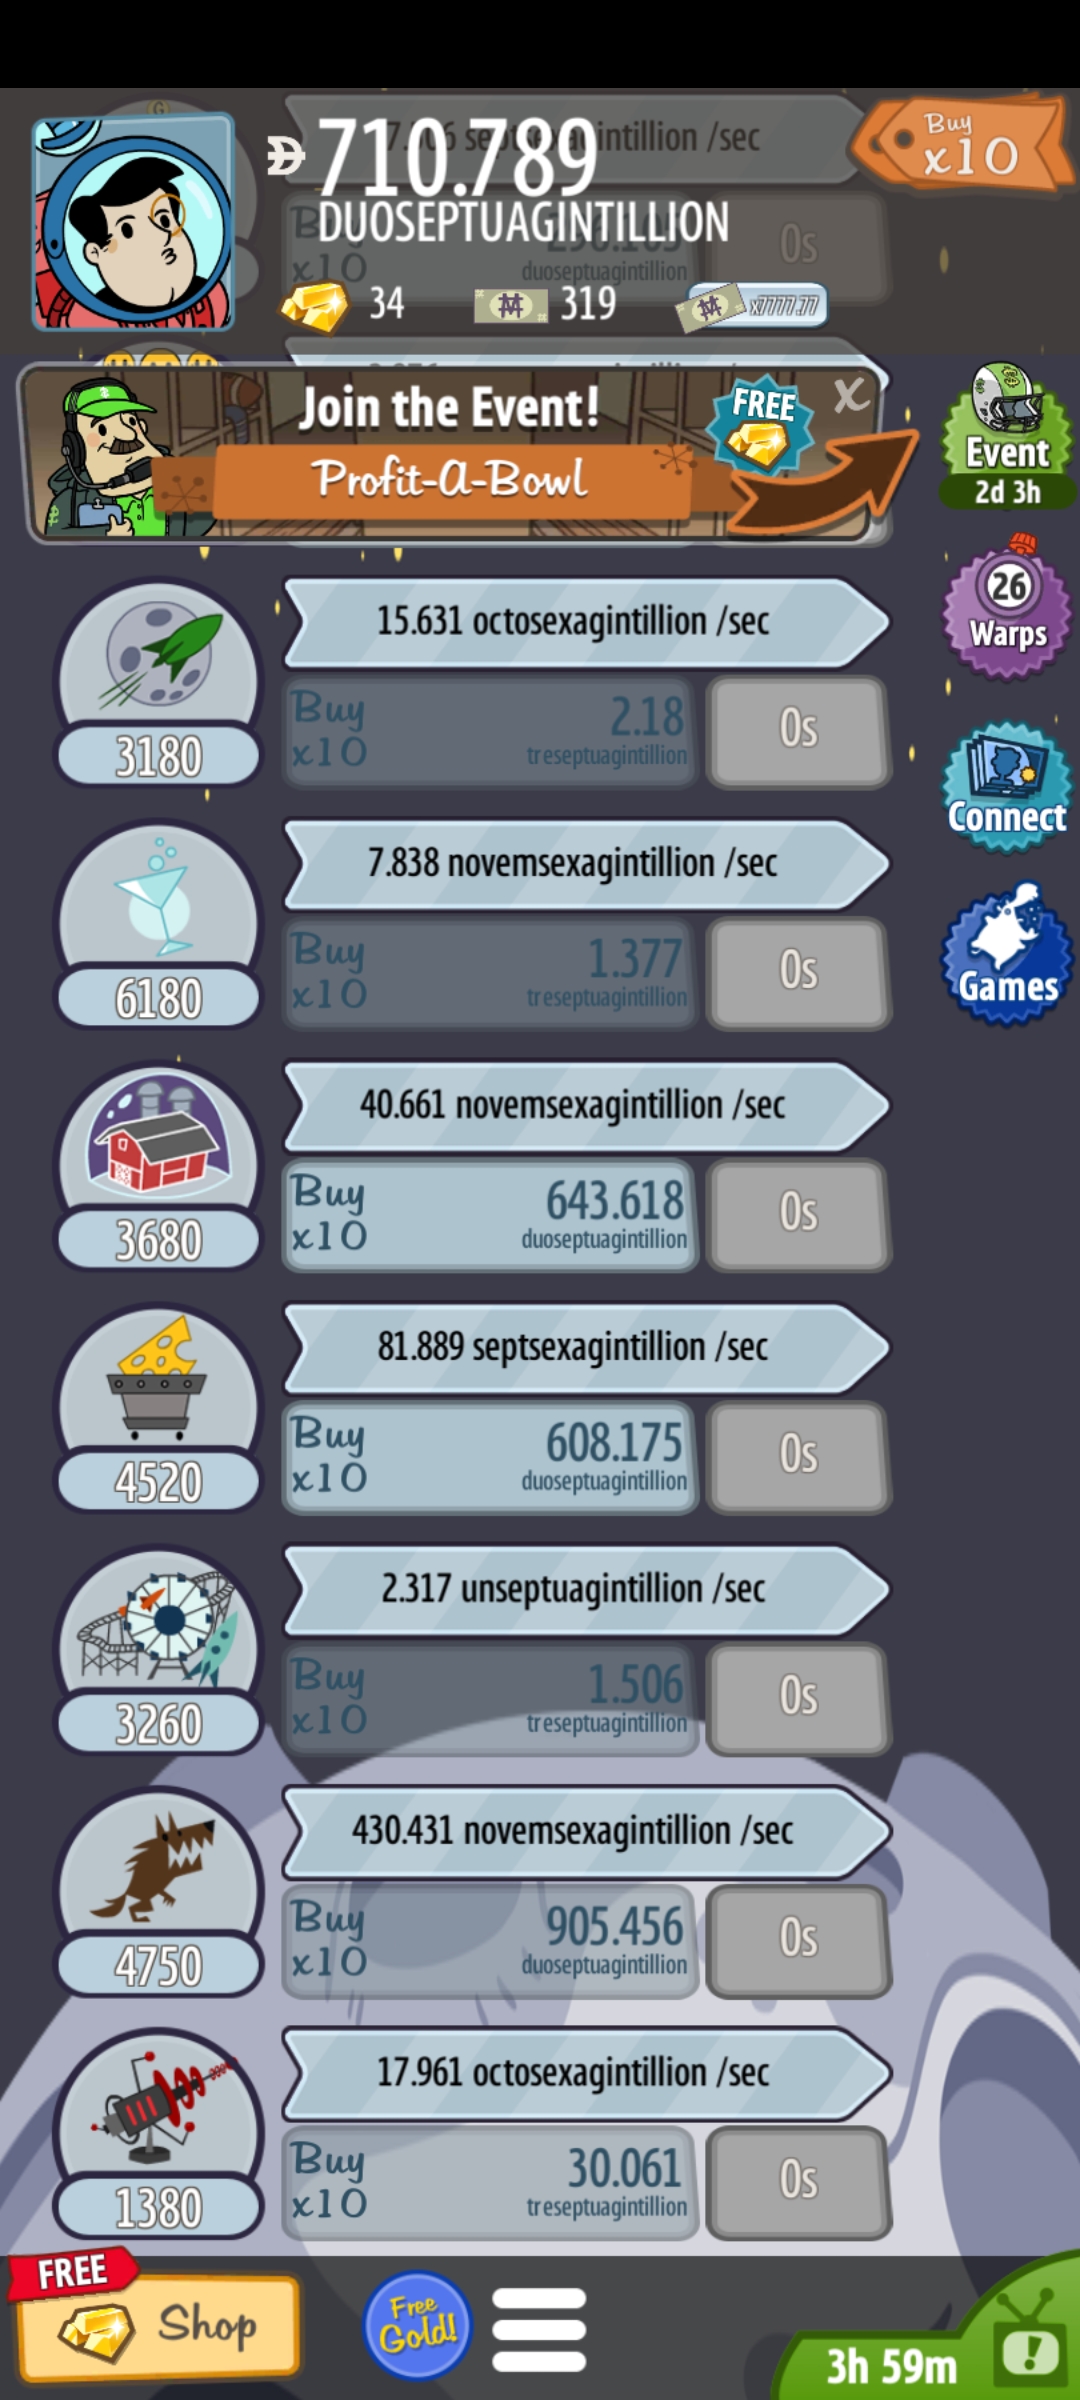 710.789
DUOSEPTUAGINTILLION
Buy
x10
34
319
x7777.77
Buy
x10
duoseptuagintillion
0s
Join the Event!
Profit-A-Bowl
FREE
X
Event
2d 3h
26
Warps
Connect
Games
15.631 octosexagintillion /sec
Buy
x10
2.18
treseptuagintillion
0s
3180
7.838 novemsexagintillion /sec
Buy
x10
1.377
treseptuagintillion
0s
6180
40.661 novemsexagintillion /sec
Buy
x10
643.618
duoseptuagintillion
0s
3680
81.889 septsexagintillion /sec
Buy
x10
608.175
duoseptuagintillion
0s
4520
2.317 unseptuagintillion /sec
Buy
x10
1.506
treseptuagintillion
0s
3260
430.431 novemsexagintillion /sec
Buy
x10
905.456
duoseptuagintillion
0s
4750
17.961 octosexagintillion /sec
Buy
x10
30.061
treseptuagintillion
0s
1380
FREE
Shop
Free
Gold!
3h 59m